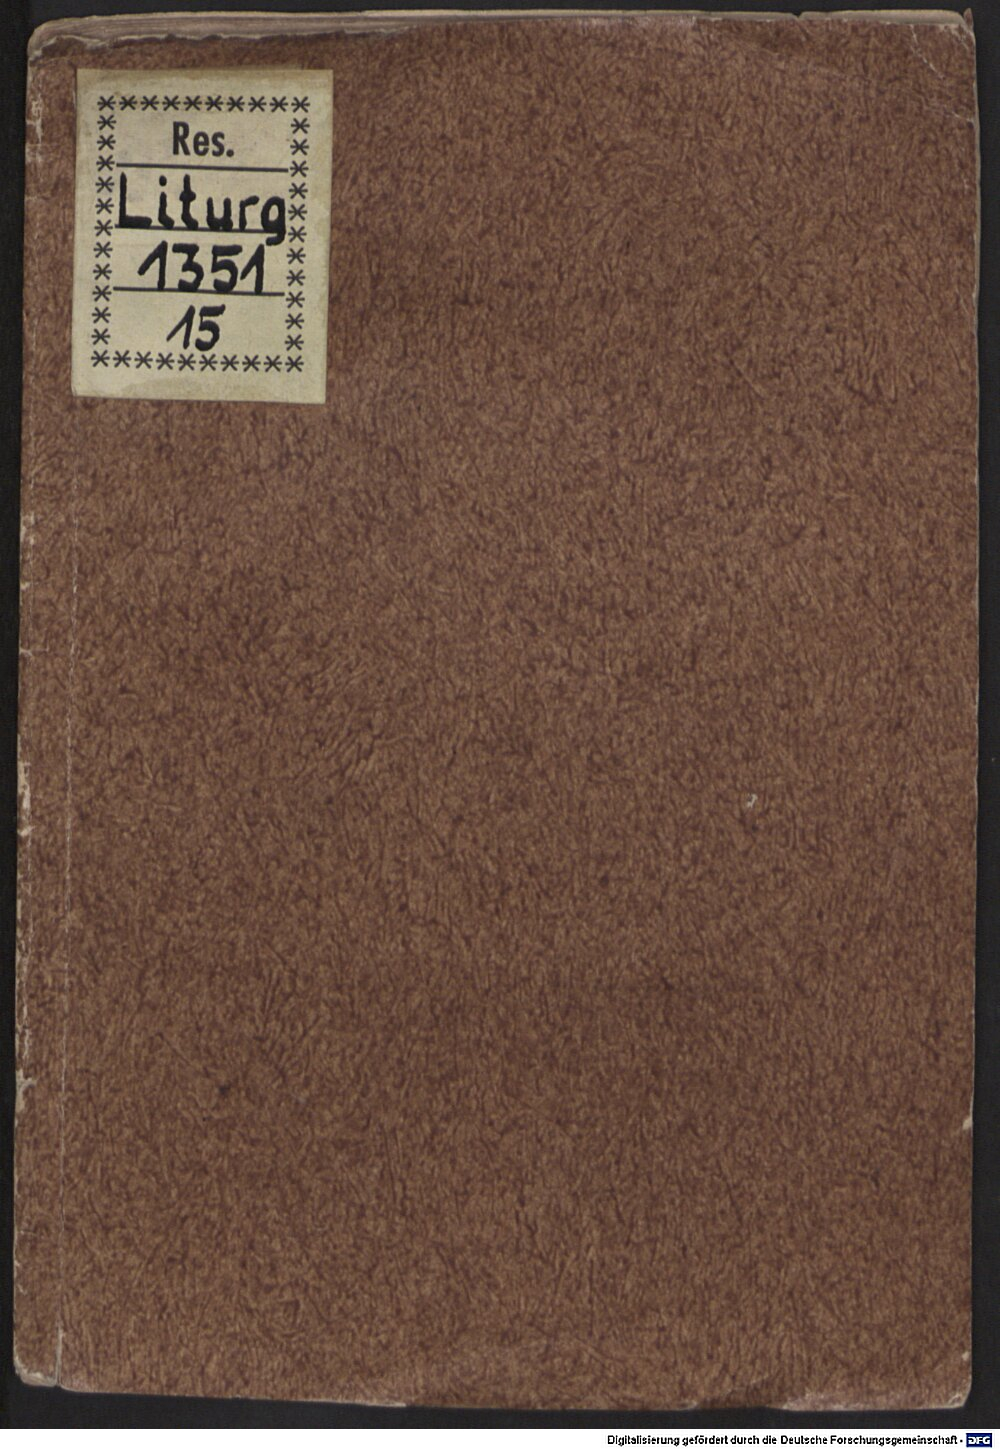 Res.
Liturg
1351
15
Digitalisierung gefördert durch die Deutsche Forschungsgemeinschaft - DFG